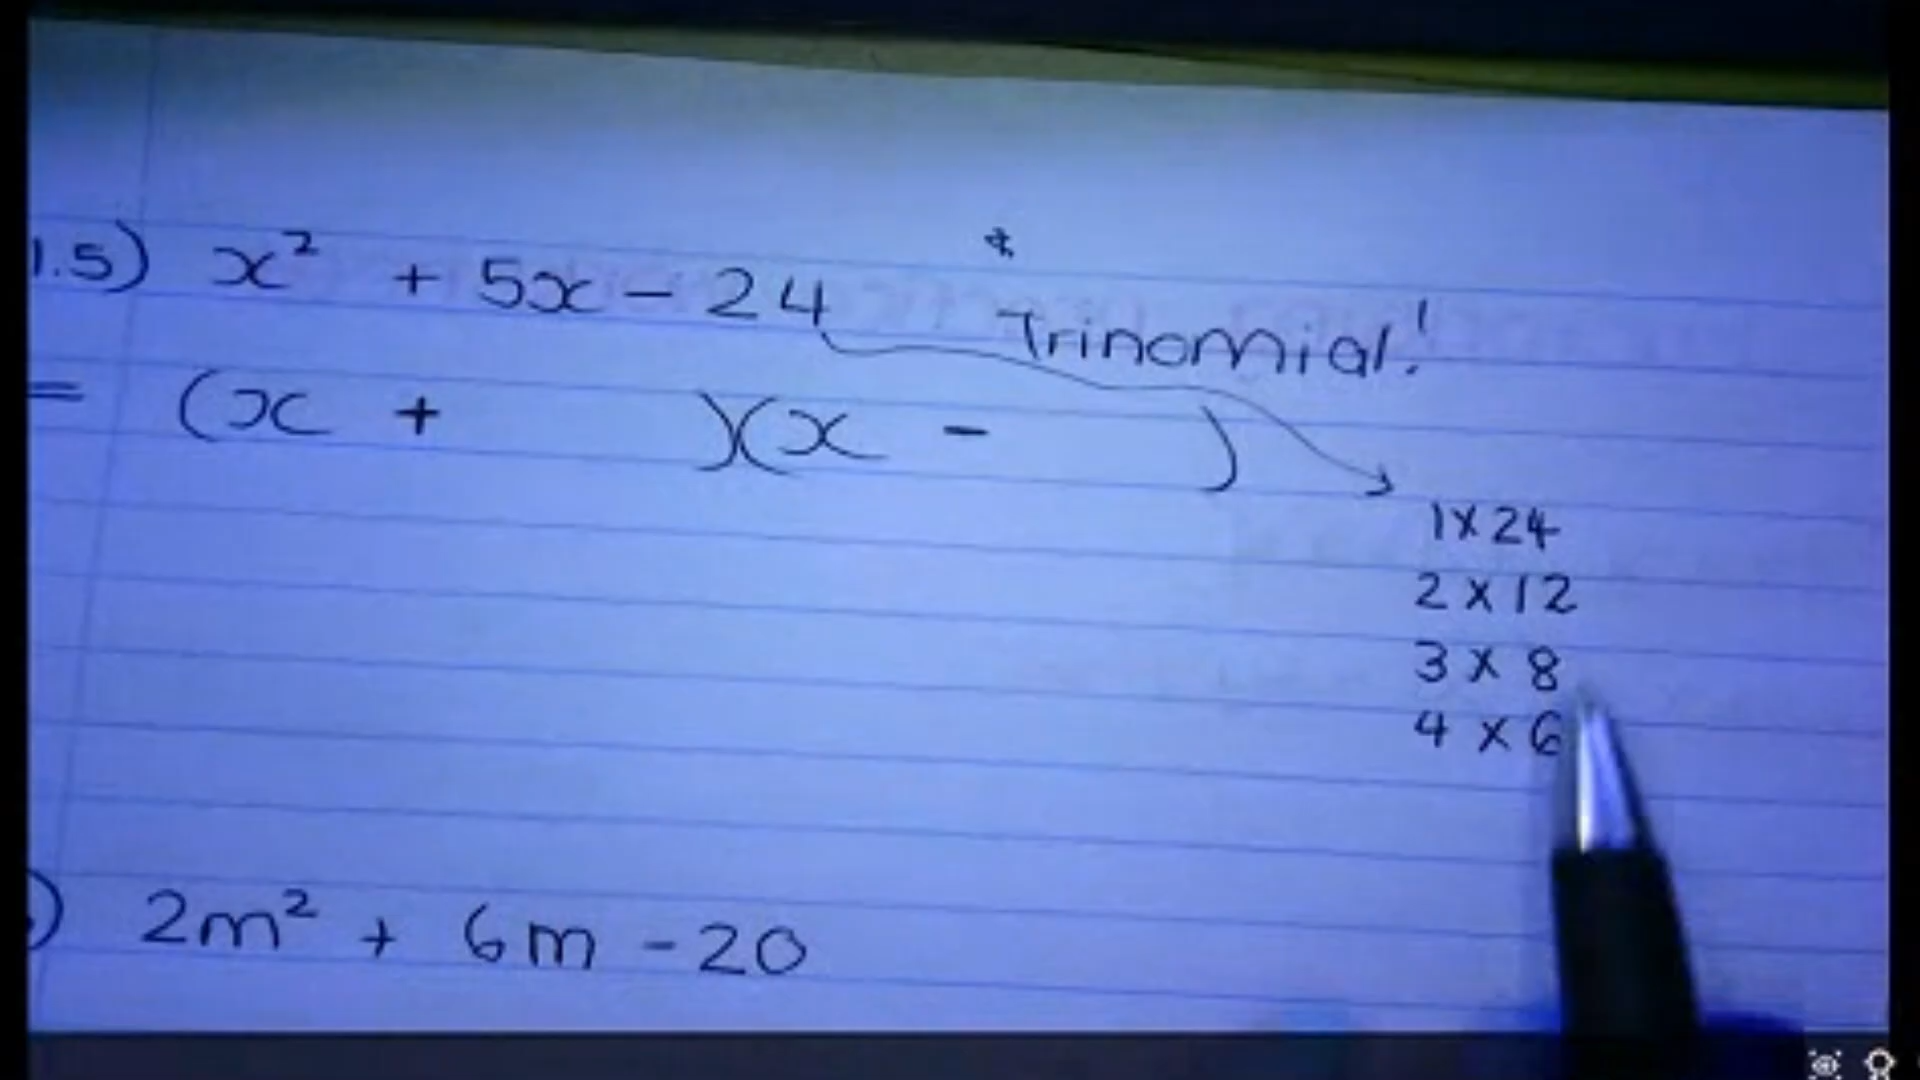 1.5) x² + 5x - 24
*
Trinomial!
= (x + )(x - )
1 x 24
2 x 12
3 x 8
4 x 6
) 2m² + 6m - 20